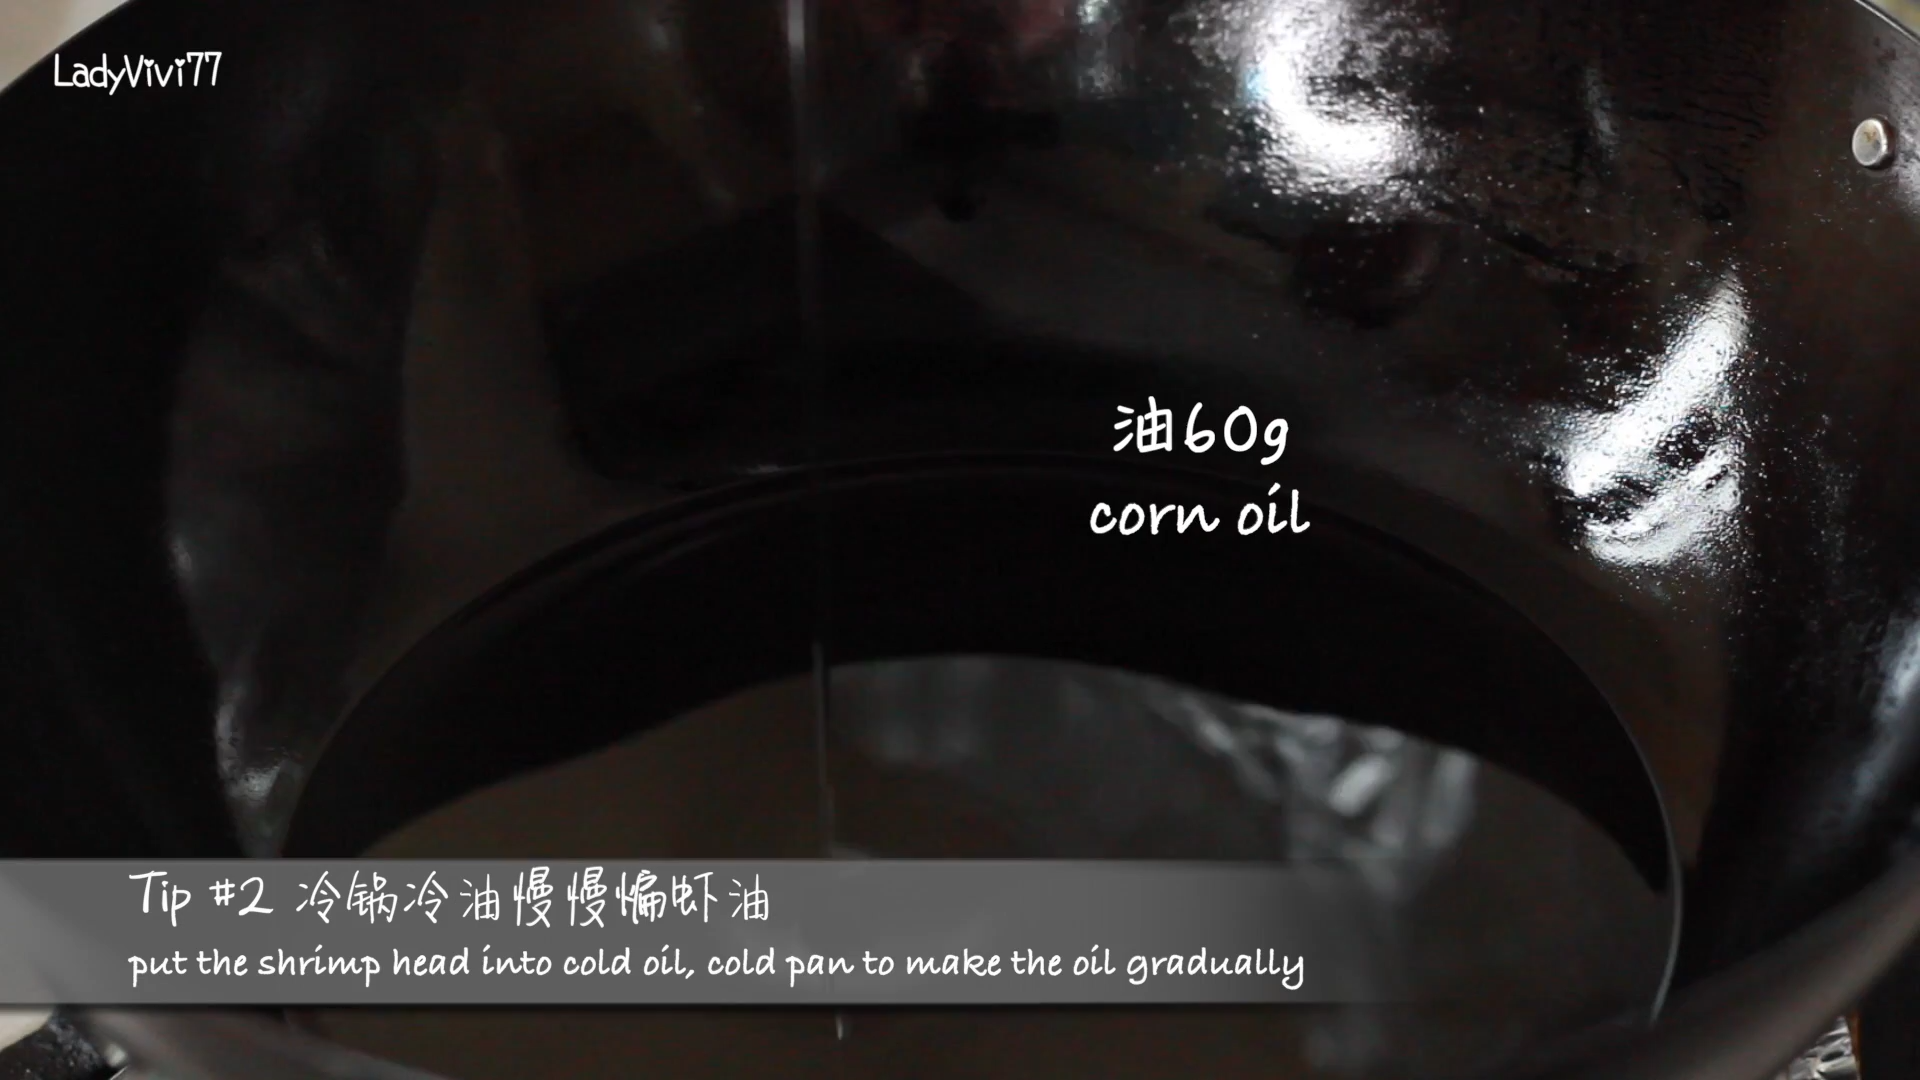 LadyVivi77
油60g
corn oil
Tip #2 冷锅冷油慢慢惼虾油
put the shrimp head into cold oil, cold pan to make the oil gradually